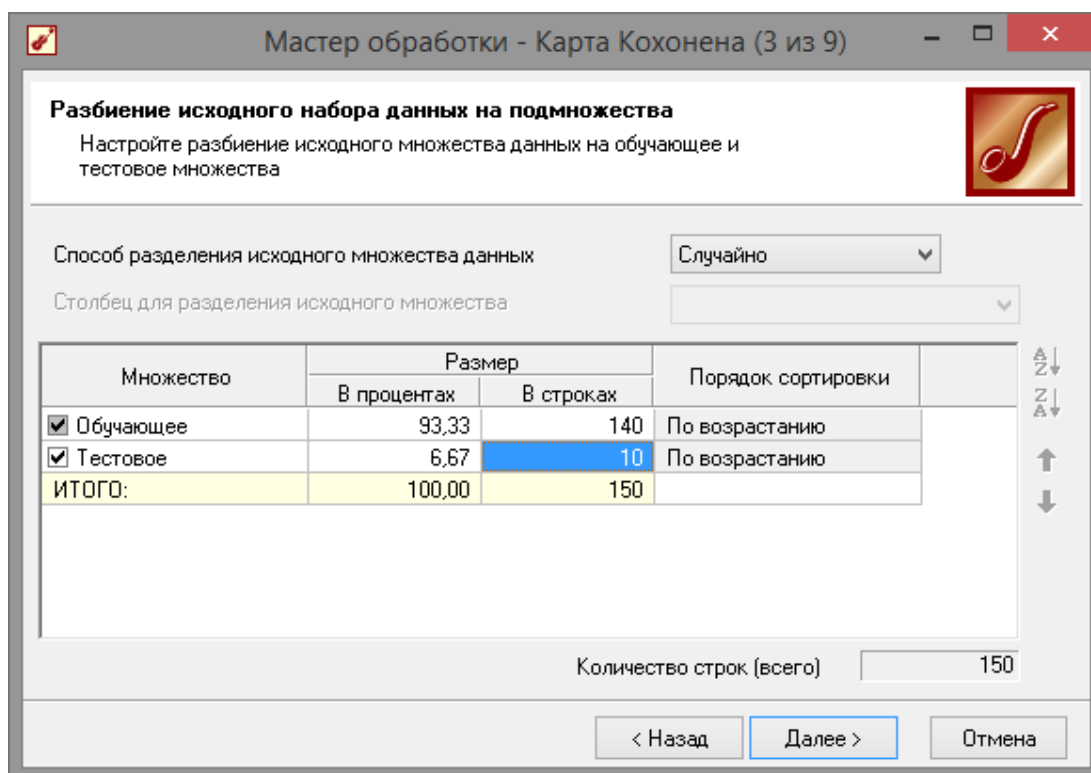 Мастер обработки - Карта Кохонена (3 из 9)
Разбиение исходного набора данных на подмножества
Настройте разбиение исходного множества данных на обучающее и
тестовое множества
Способ разделения исходного множества данных Случайно
Столбец для разделения исходного множества
Множество Размер Порядок сортировки
В процентах В строках
Обучающее 93,33 140 По возрастанию
Тестовое 6,67 10 По возрастанию
ИТОГО: 100,00 150
A Z
Z A
Количество строк (всего) 150
< Назад Далее > Отмена